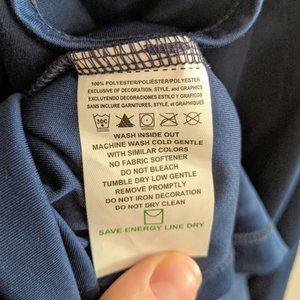 100% POLYESTER/POLIÉSTER/POLYESTER
EXCLUSIVE OF DECORATION, STYLE, and GRAPHICS
EXCLUYENDO DECORACIONES ESTILO Y GRAFICOS
SANS INCLURE GARNITURES, STYLE, et GRAPHIQUES
30C
WASH INSIDE OUT
MACHINE WASH COLD GENTLE
WITH SIMILAR COLORS
NO FABRIC SOFTENER
DO NOT BLEACH
TUMBLE DRY LOW GENTLE
REMOVE PROMPTLY
DO NOT IRON DECORATION
DO NOT DRY CLEAN
SAVE ENERGY LINE DRY